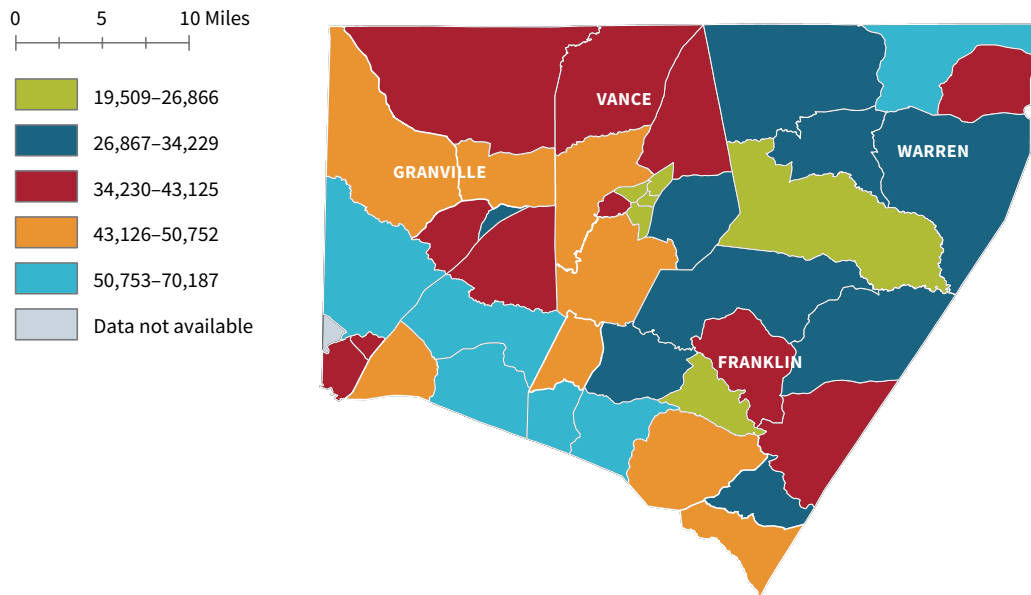 0 5 10 Miles
19,509–26,866
26,867–34,229
34,230–43,125
43,126–50,752
50,753–70,187
Data not available
VANCE
WARREN
GRANVILLE
FRANKLIN